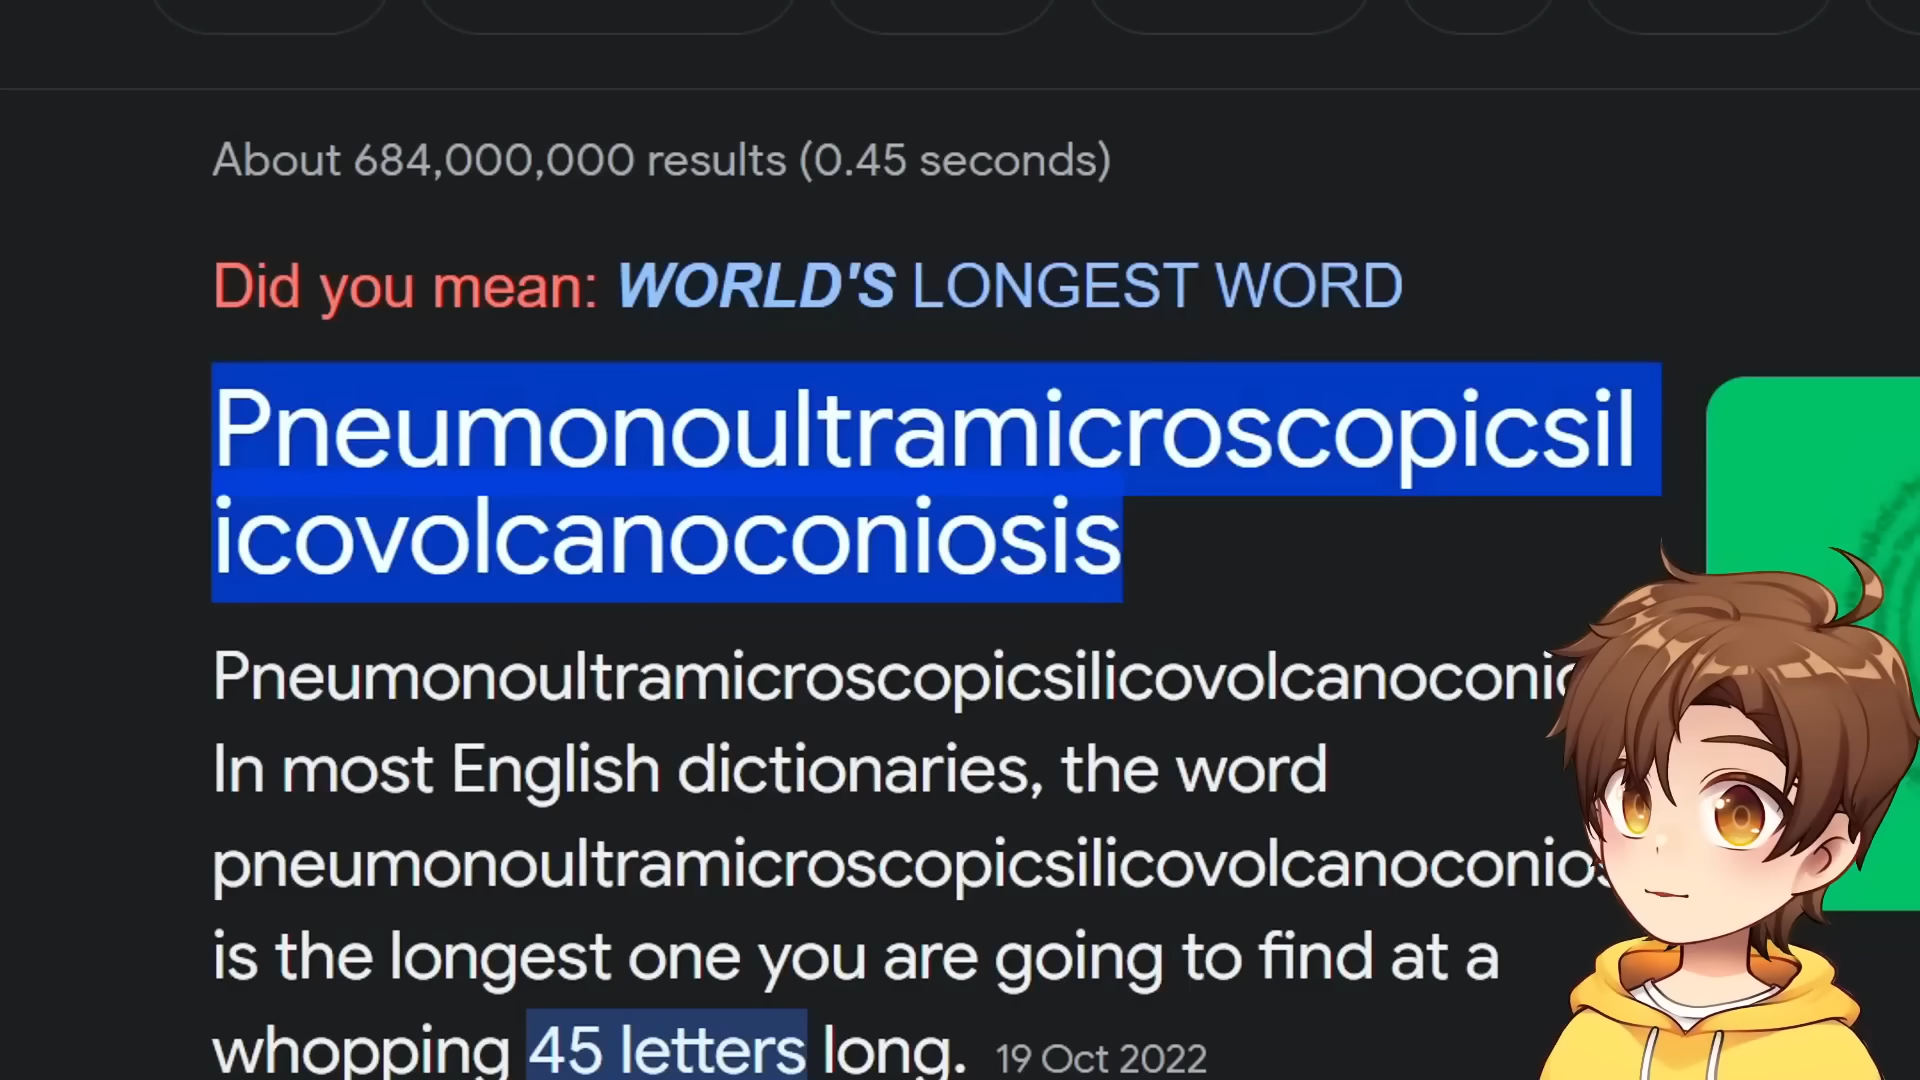 About 684,000,000 results (0.45 seconds)
Did you mean: WORLD'S LONGEST WORD
Pneumonoultramicroscopicsil
icovolcanoconiosis
Pneumonoultramicroscopicsilicovolcanoconio
In most English dictionaries, the word
pneumonoultramicroscopicsilicovolcanoconios
is the longest one you are going to find at a
whopping 45 letters long. 19 Oct 2022